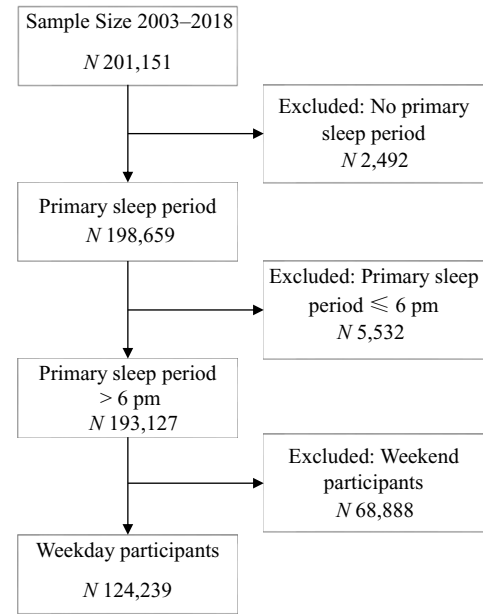 Sample Size 2003–2018
N 201,151
Excluded: No primary
sleep period
N 2,492
Primary sleep period
N 198,659
Excluded: Primary sleep
period ≤ 6 pm
N 5,532
Primary sleep period
> 6 pm
N 193,127
Excluded: Weekend
participants
N 68,888
Weekday participants
N 124,239